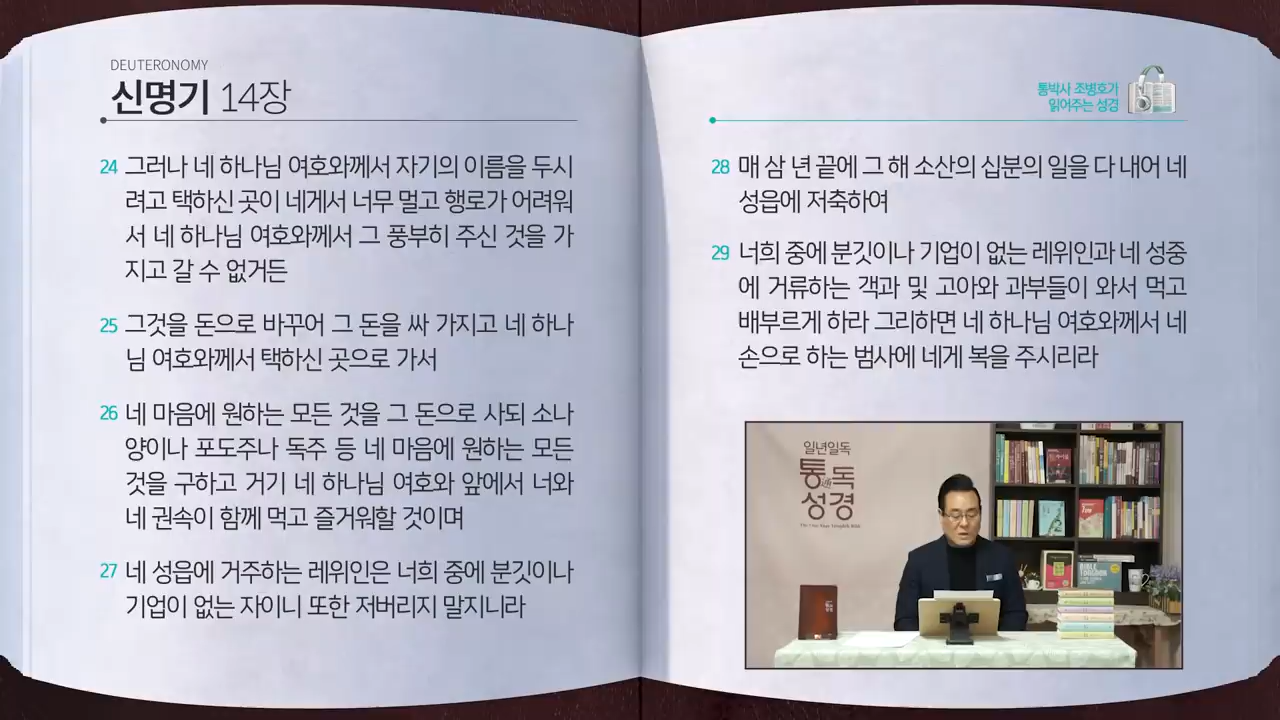 DEUTERONOMY
신명기 14장
24 그러나 네 하나님 여호와께서 자기의 이름을 두시
려고 택하신 곳이 네게서 너무 멀고 행로가 어려워
서 네 하나님 여호와께서 그 풍부히 주신 것을 가
지고 갈 수 없거든
25 그것을 돈으로 바꾸어 그 돈을 싸 가지고 네 하나
님 여호와께서 택하신 곳으로 가서
26 네 마음에 원하는 모든 것을 그 돈으로 사되 소나
양이나 포도주나 독주 등 네 마음에 원하는 모든
것을 구하고 거기 네 하나님 여호와 앞에서 너와
네 권속이 함께 먹고 즐거워할 것이며
27 네 성읍에 거주하는 레위인은 너희 중에 분깃이나
기업이 없는 자이니 또한 저버리지 말지니라
통박사 조병호가
읽어주는 성경
28 매 삼 년 끝에 그 해 소산의 십분의 일을 다 내어 네
성읍에 저축하여
29 너희 중에 분깃이나 기업이 없는 레위인과 네 성중
에 거류하는 객과 및 고아와 과부들이 와서 먹고
배부르게 하라 그리하면 네 하나님 여호와께서 네
손으로 하는 범사에 네게 복을 주시리라
일년일독
통독
성경